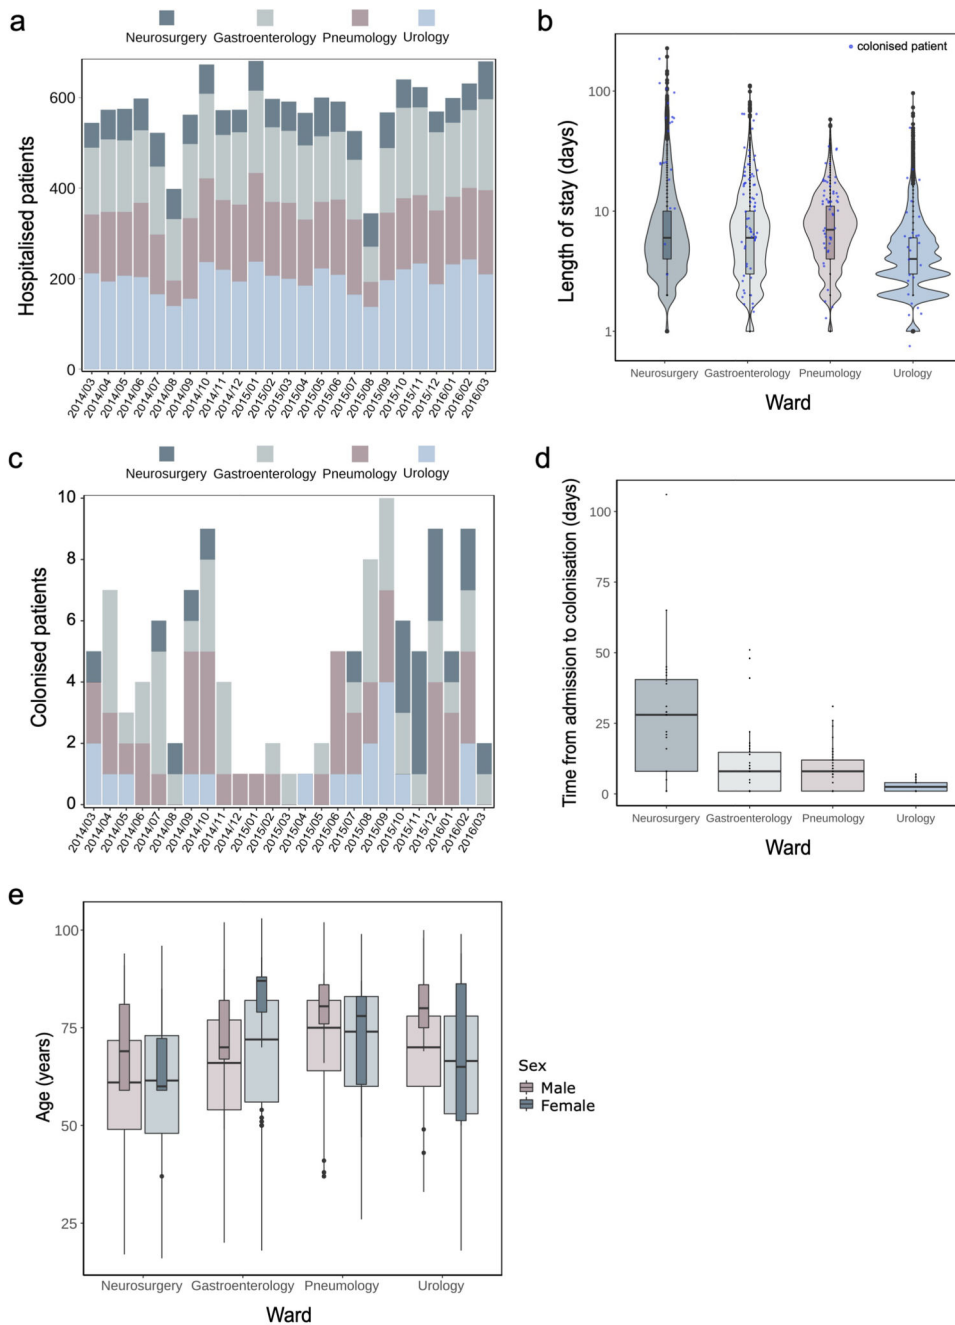 a
Neurosurgery Gastroenterology Pneumology Urology
Hospitalised patients
600
400
200
0
2014/03 2014/04 2014/05 2014/06 2014/07 2014/08 2014/09 2014/10 2014/11 2014/12 2015/01 2015/02 2015/03 2015/04 2015/05 2015/06 2015/07 2015/08 2015/09 2015/10 2015/11 2015/12 2016/01 2016/02 2016/03
b
colonised patient
Length of stay (days)
100
10
1
Neurosurgery Gastroenterology Pneumology Urology
Ward
c
Neurosurgery Gastroenterology Pneumology Urology
Colonised patients
10
8
6
4
2
0
2014/03 2014/04 2014/05 2014/06 2014/07 2014/08 2014/09 2014/10 2014/11 2014/12 2015/01 2015/02 2015/03 2015/04 2015/05 2015/06 2015/07 2015/08 2015/09 2015/10 2015/11 2015/12 2016/01 2016/02 2016/03
d
Time from admission to colonisation (days)
100
75
50
25
0
Neurosurgery Gastroenterology Pneumology Urology
Ward
e
Age (years)
100
75
50
25
Neurosurgery Gastroenterology Pneumology Urology
Ward
Sex
Male
Female